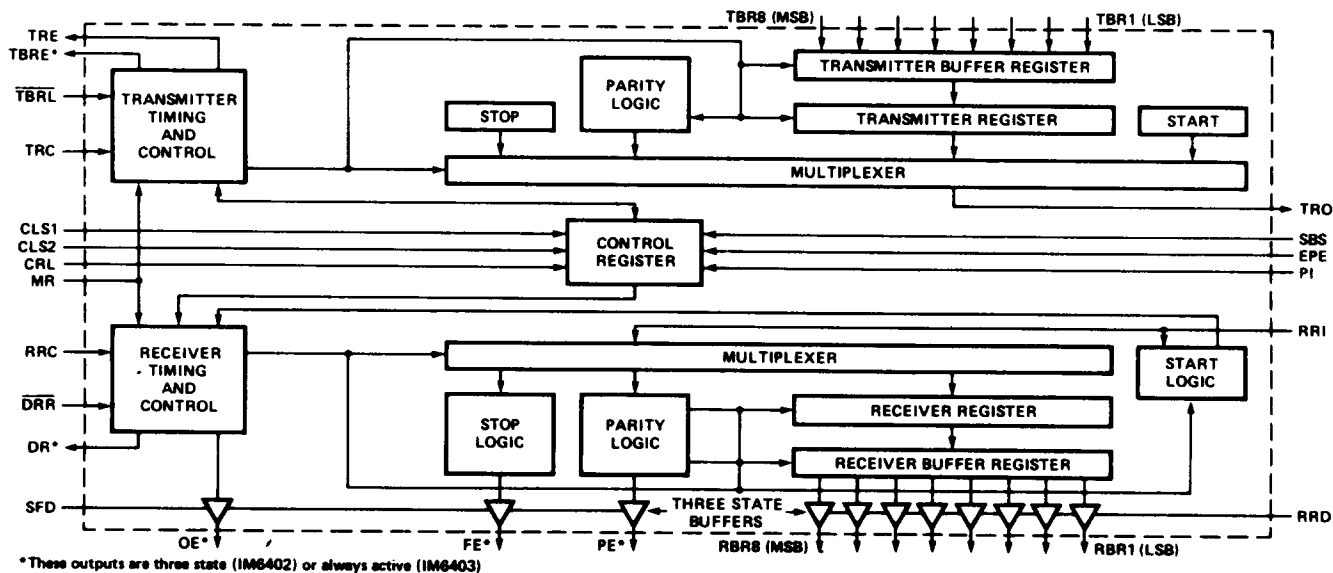 TBR8 (MSB)
TBR1 (LSB)
TRE
TBRE*
TBRL
TRC
TRANSMITTER
TIMING
AND
CONTROL
STOP
PARITY
LOGIC
TRANSMITTER BUFFER REGISTER
TRANSMITTER REGISTER
START
MULTIPLEXER
TRO
CLS1
CLS2
CRL
MR
CONTROL
REGISTER
SBS
EPE
PI
RRI
RRC
DRR
DR*
RECEIVER
TIMING
AND
CONTROL
MULTIPLEXER
START
LOGIC
STOP
LOGIC
PARITY
LOGIC
RECEIVER REGISTER
RECEIVER BUFFER REGISTER
SFD
THREE STATE
BUFFERS
RRD
OE*
FE*
PE*
RBR8 (MSB)
RBR1 (LSB)
*These outputs are three state (IM6402) or always active (IM6403)